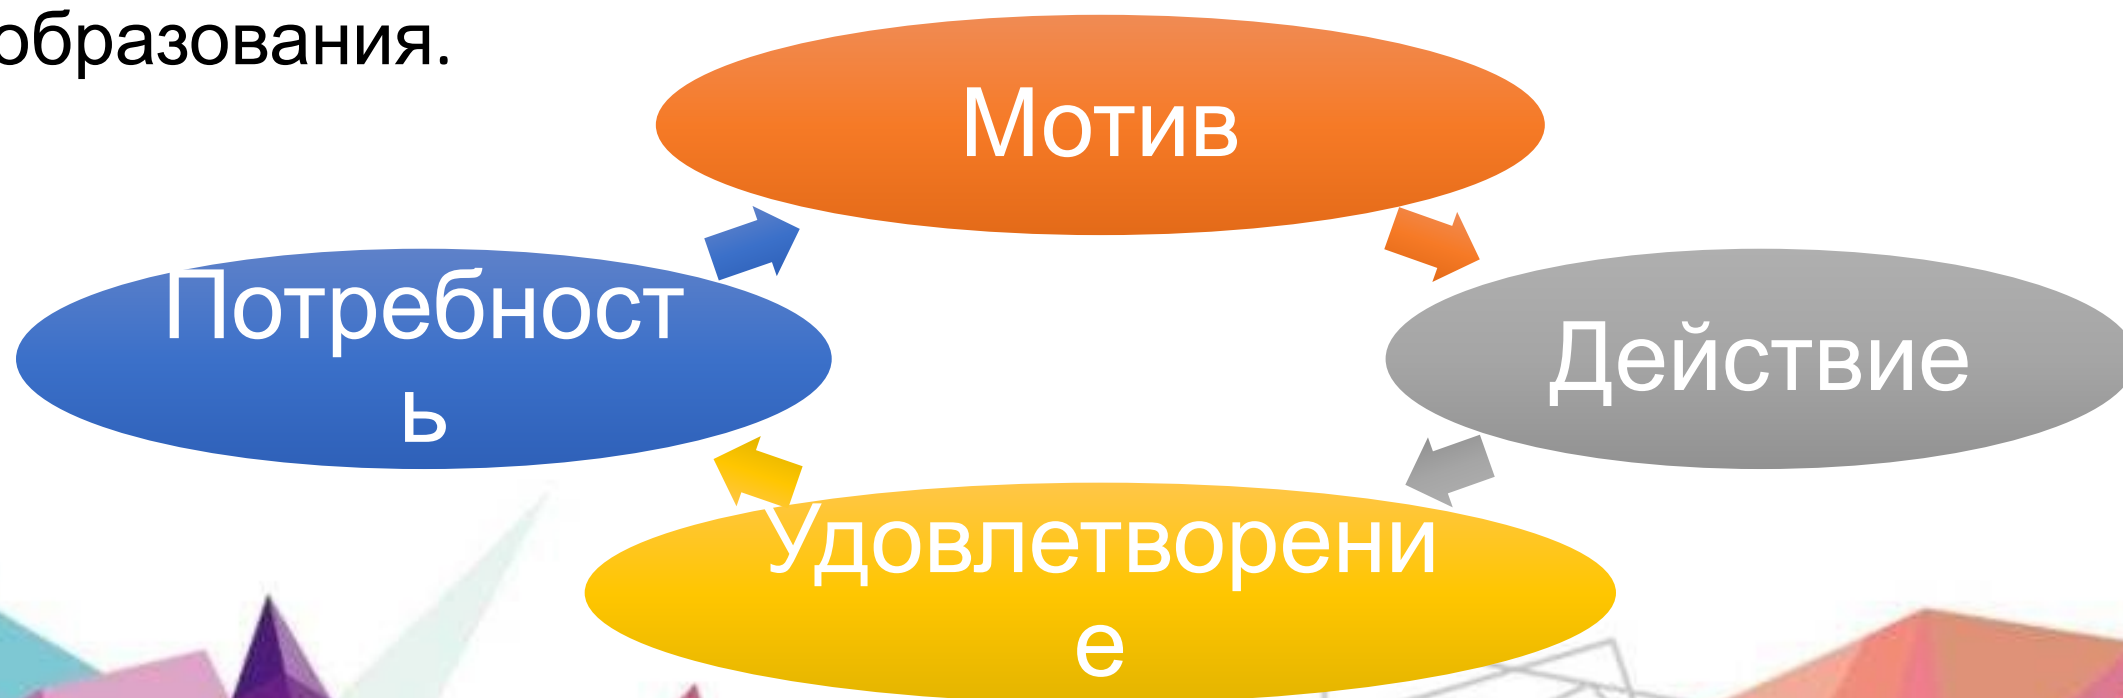 образования.
Мотив
Потребност
ь
Действие
Удовлетворени
е